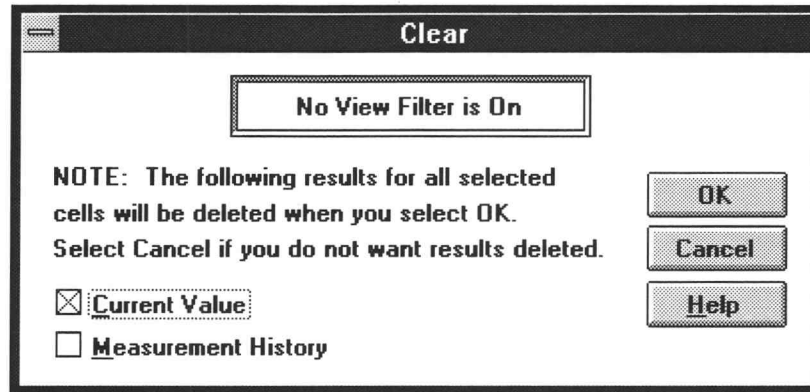 Clear
No View Filter is On
NOTE: The following results for all selected
cells will be deleted when you select OK.
Select Cancel if you do not want results deleted.
Current Value
Measurement History
OK
Cancel
Help